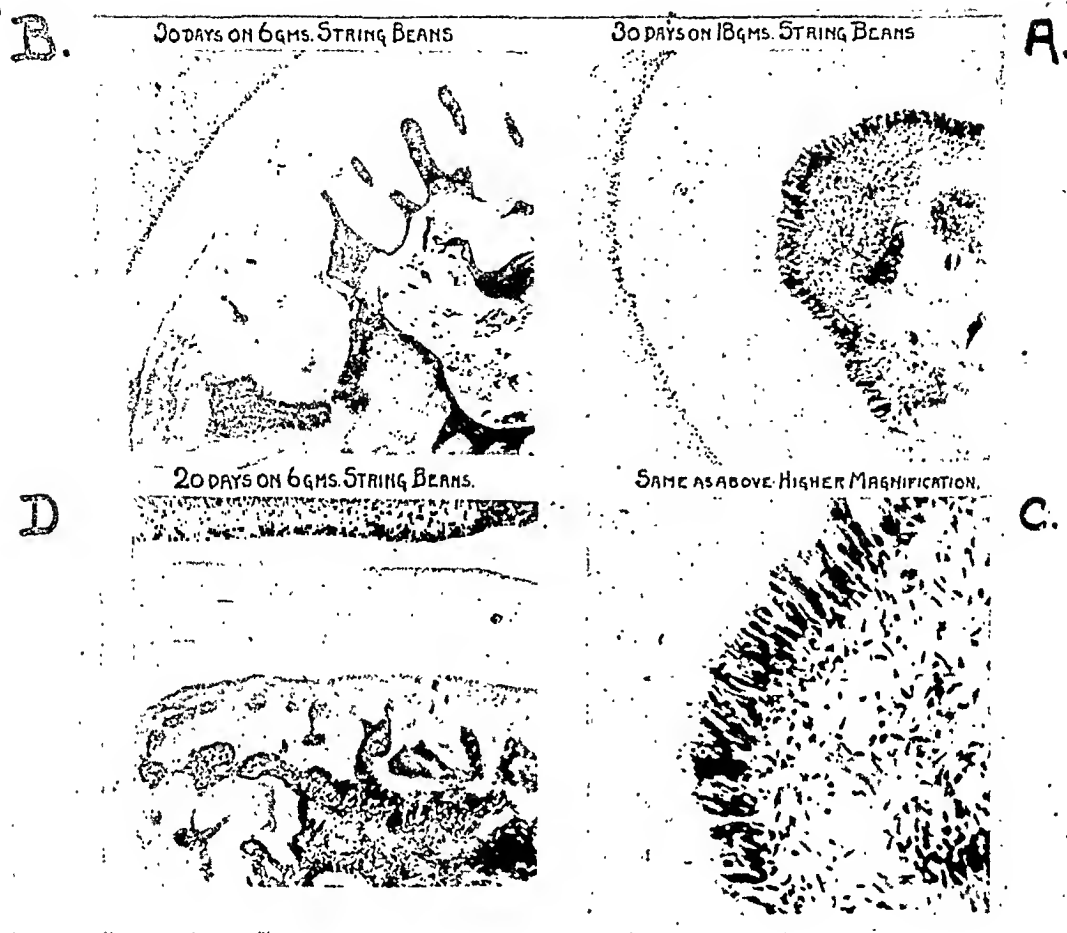 B.
30 DAYS ON 6 GMS. STRING BEANS
30 DAYS ON 18 GMS. STRING BEANS
A.
D
20 DAYS ON 6 GMS. STRING BEANS.
SAME AS ABOVE. HIGHER MAGNIFICATION.
C.